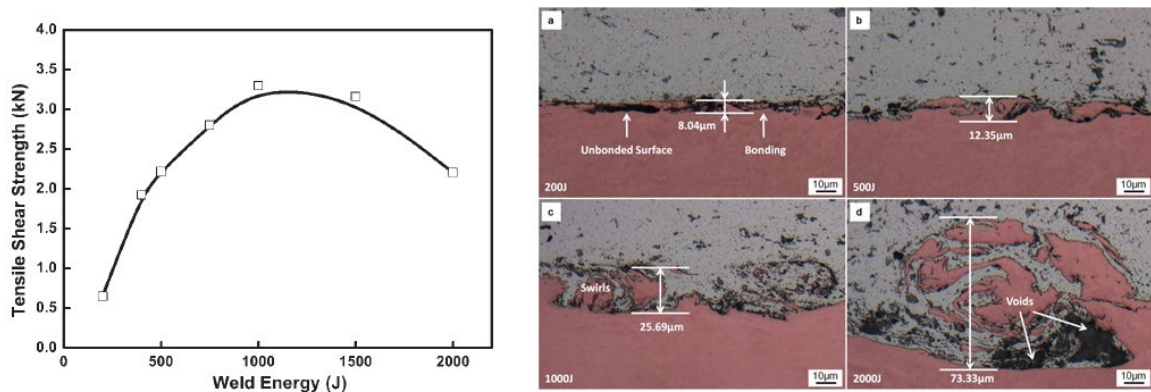 Tensile Shear Strength (kN)
4.0
3.5
3.0
2.5
2.0
1.5
1.0
0.5
0.0
0
500
1000
1500
2000
Weld Energy (J)
a
8.04µm
Unbonded Surface
Bonding
200J
10µm
b
12.35µm
500J
10µm
c
Swirls
25.69µm
1000J
10µm
d
Voids
73.33µm
2000J
10µm